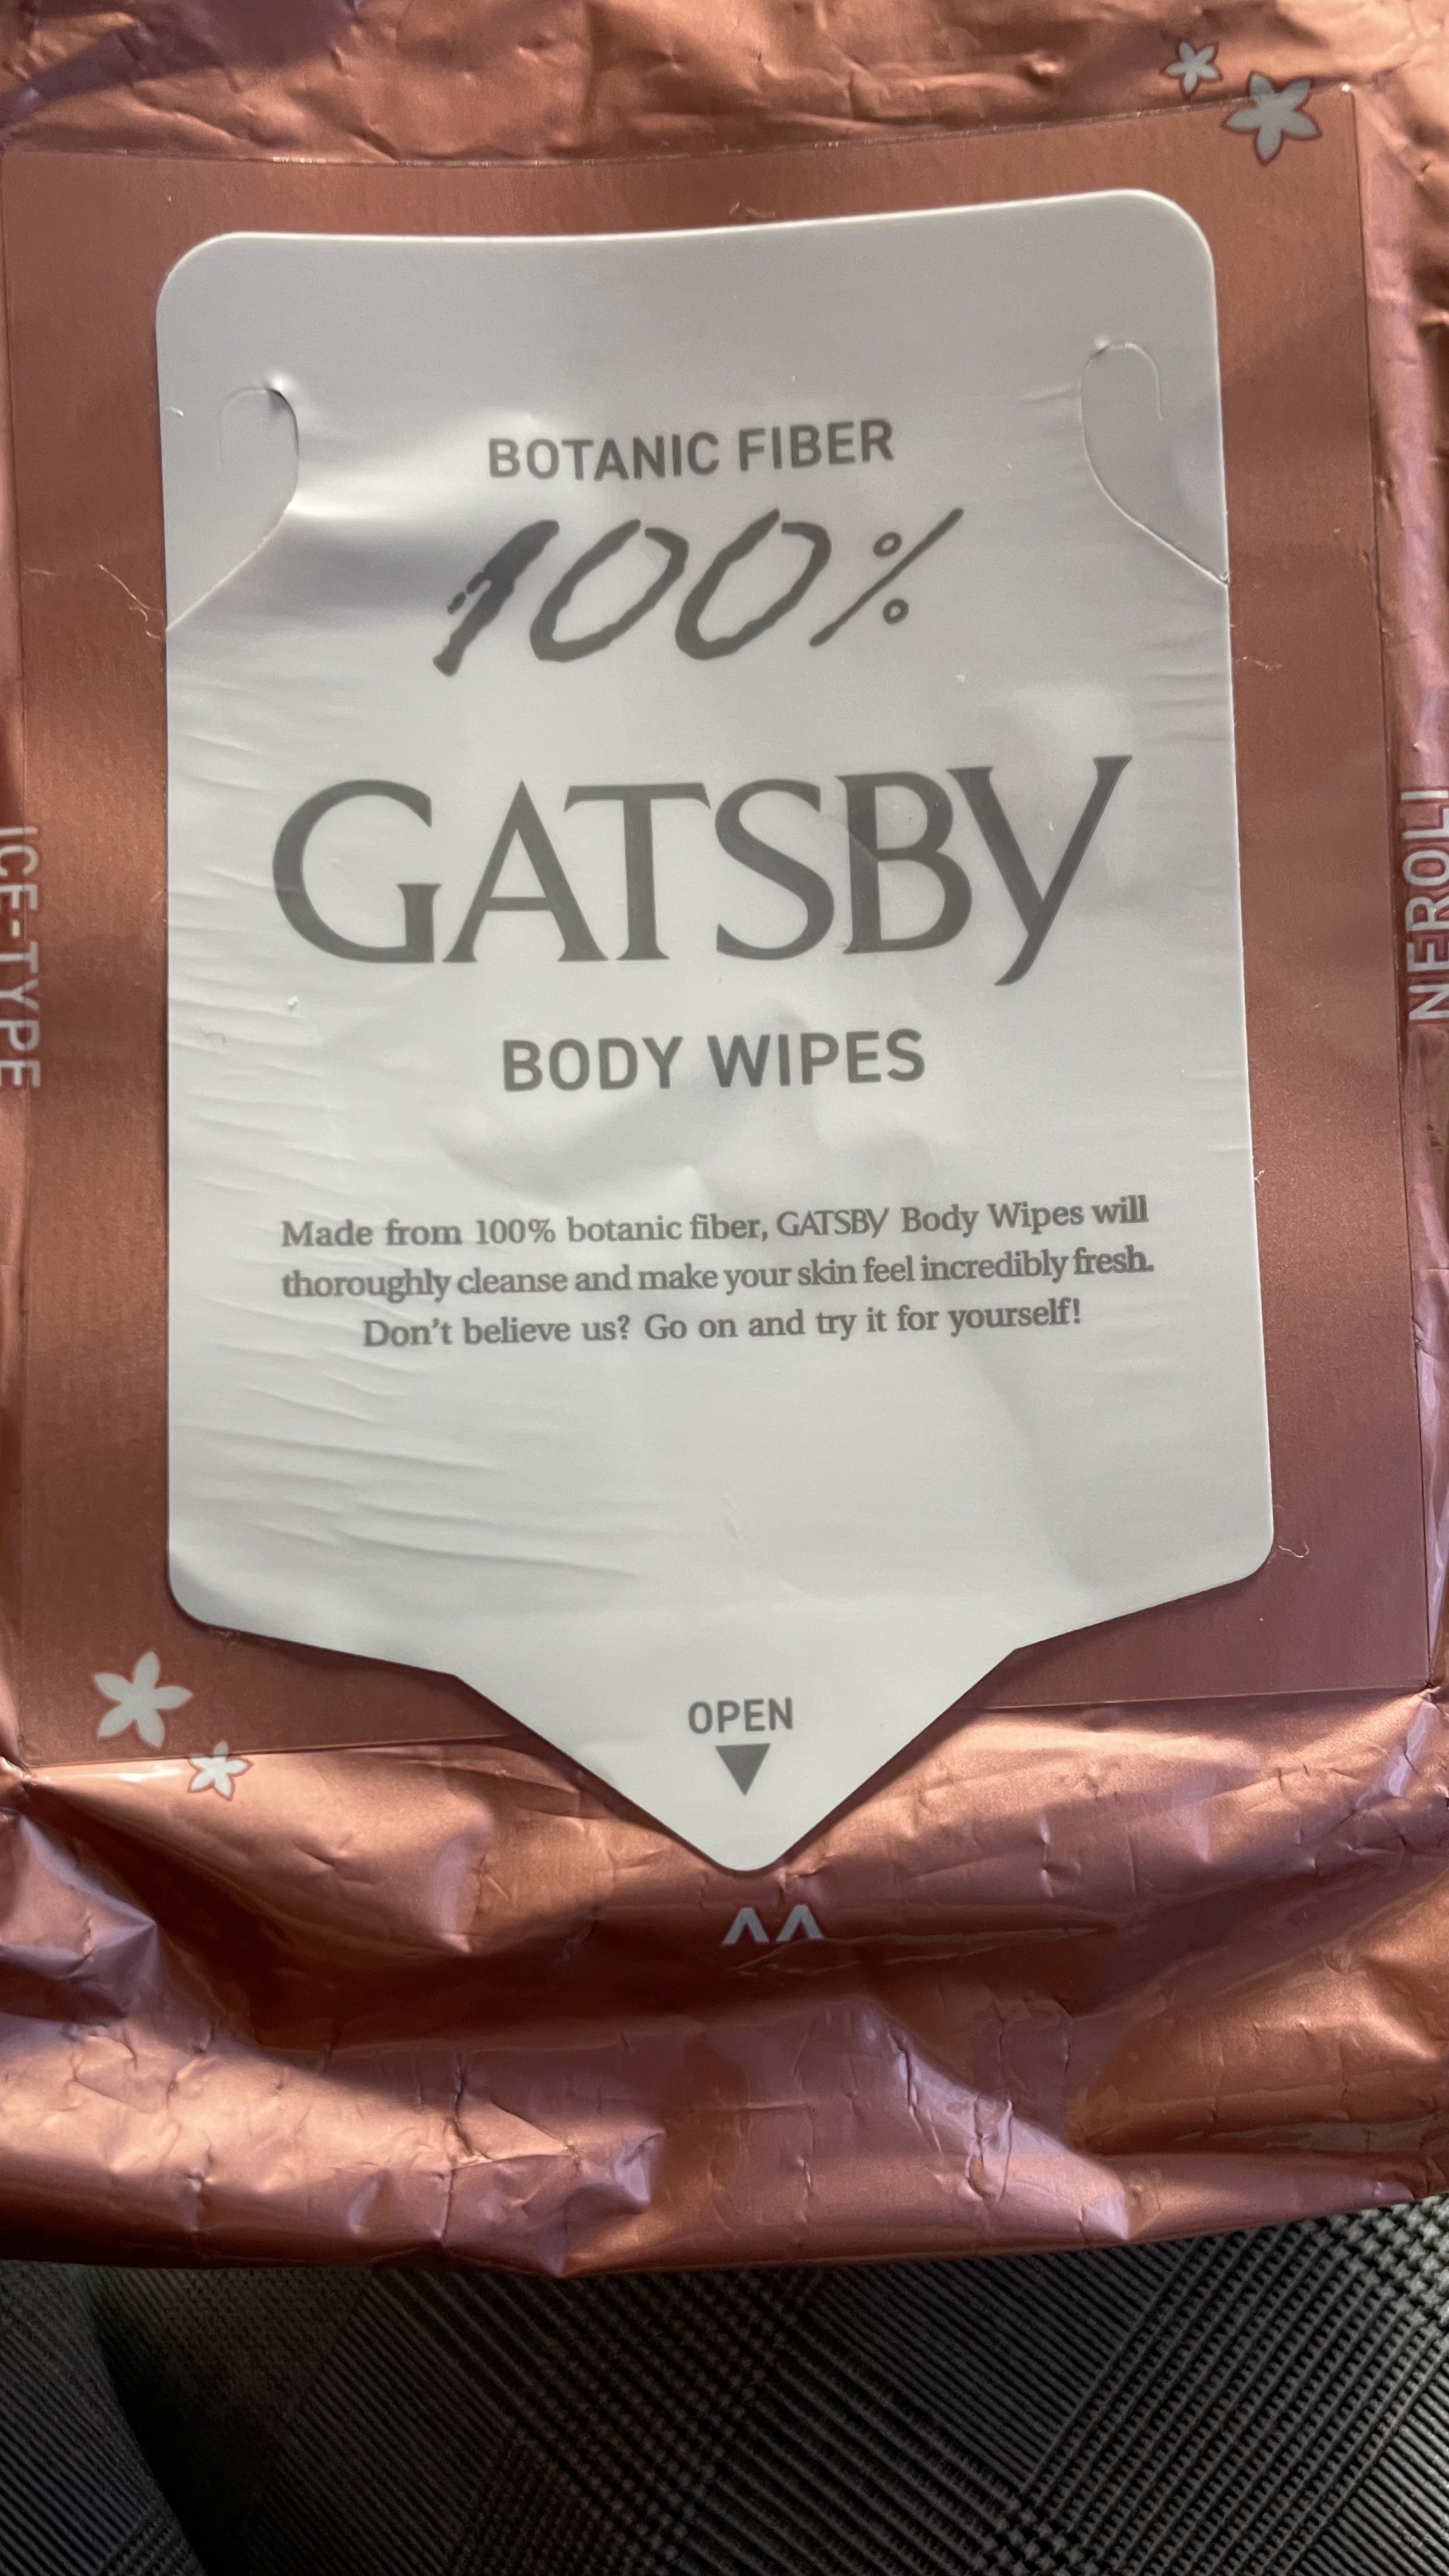 BOTANIC FIBER
100%
GATSBY
BODY WIPES
Made from 100% botanic fiber, GATSBY Body Wipes will
thoroughly cleanse and make your skin feel incredibly fresh.
Don't believe us? Go on and try it for yourself!
OPEN
ICE-TYPE
NEROLI